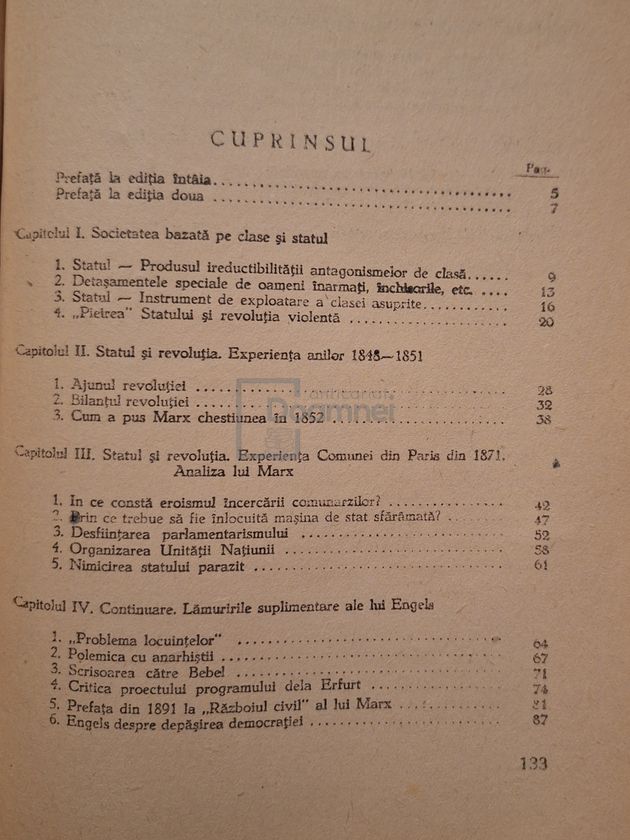 CUPRINSUL
Pag.
Prefață la ediția întâia 5
Prefață la ediția doua 7
Capitolul I. Societatea bazată pe clase și statul
1. Statul — Produsul ireductibilității antagonismelor de clasă 9
2. Detașamentele speciale de oameni înarmați, închisorile, etc. 13
3. Statul — Instrument de exploatare a clasei asuprite 16
4. „Pieirea" Statului și revoluția violentă 20
Capitolul II. Statul și revoluția. Experiența anilor 1848—1851
1. Ajunul revoluției 28
2. Bilanțul revoluției 32
3. Cum a pus Marx chestiunea în 1852 38
anticariat
Doamnei
Capitolul III. Statul și revoluția. Experiența Comunei din Paris din 1871.
Analiza lui Marx
1. In ce constă eroismul încercării comunarzilor? 42
2. Prin ce trebue să fie înlocuită mașina de stat sfărâmată? 47
3. Desființarea parlamentarismului 52
4. Organizarea Unității Națiunii 58
5. Nimicirea statului parazit 61
Capitolul IV. Continuare. Lămuririle suplimentare ale lui Engels
1. „Problema locuințelor" 64
2. Polemica cu anarhiștii 67
3. Scrisoarea către Bebel 71
4. Critica proectului programului dela Erfurt 74
5. Prefața din 1891 la „Războiul civil" al lui Marx 81
6. Engels despre depășirea democrației 87
133